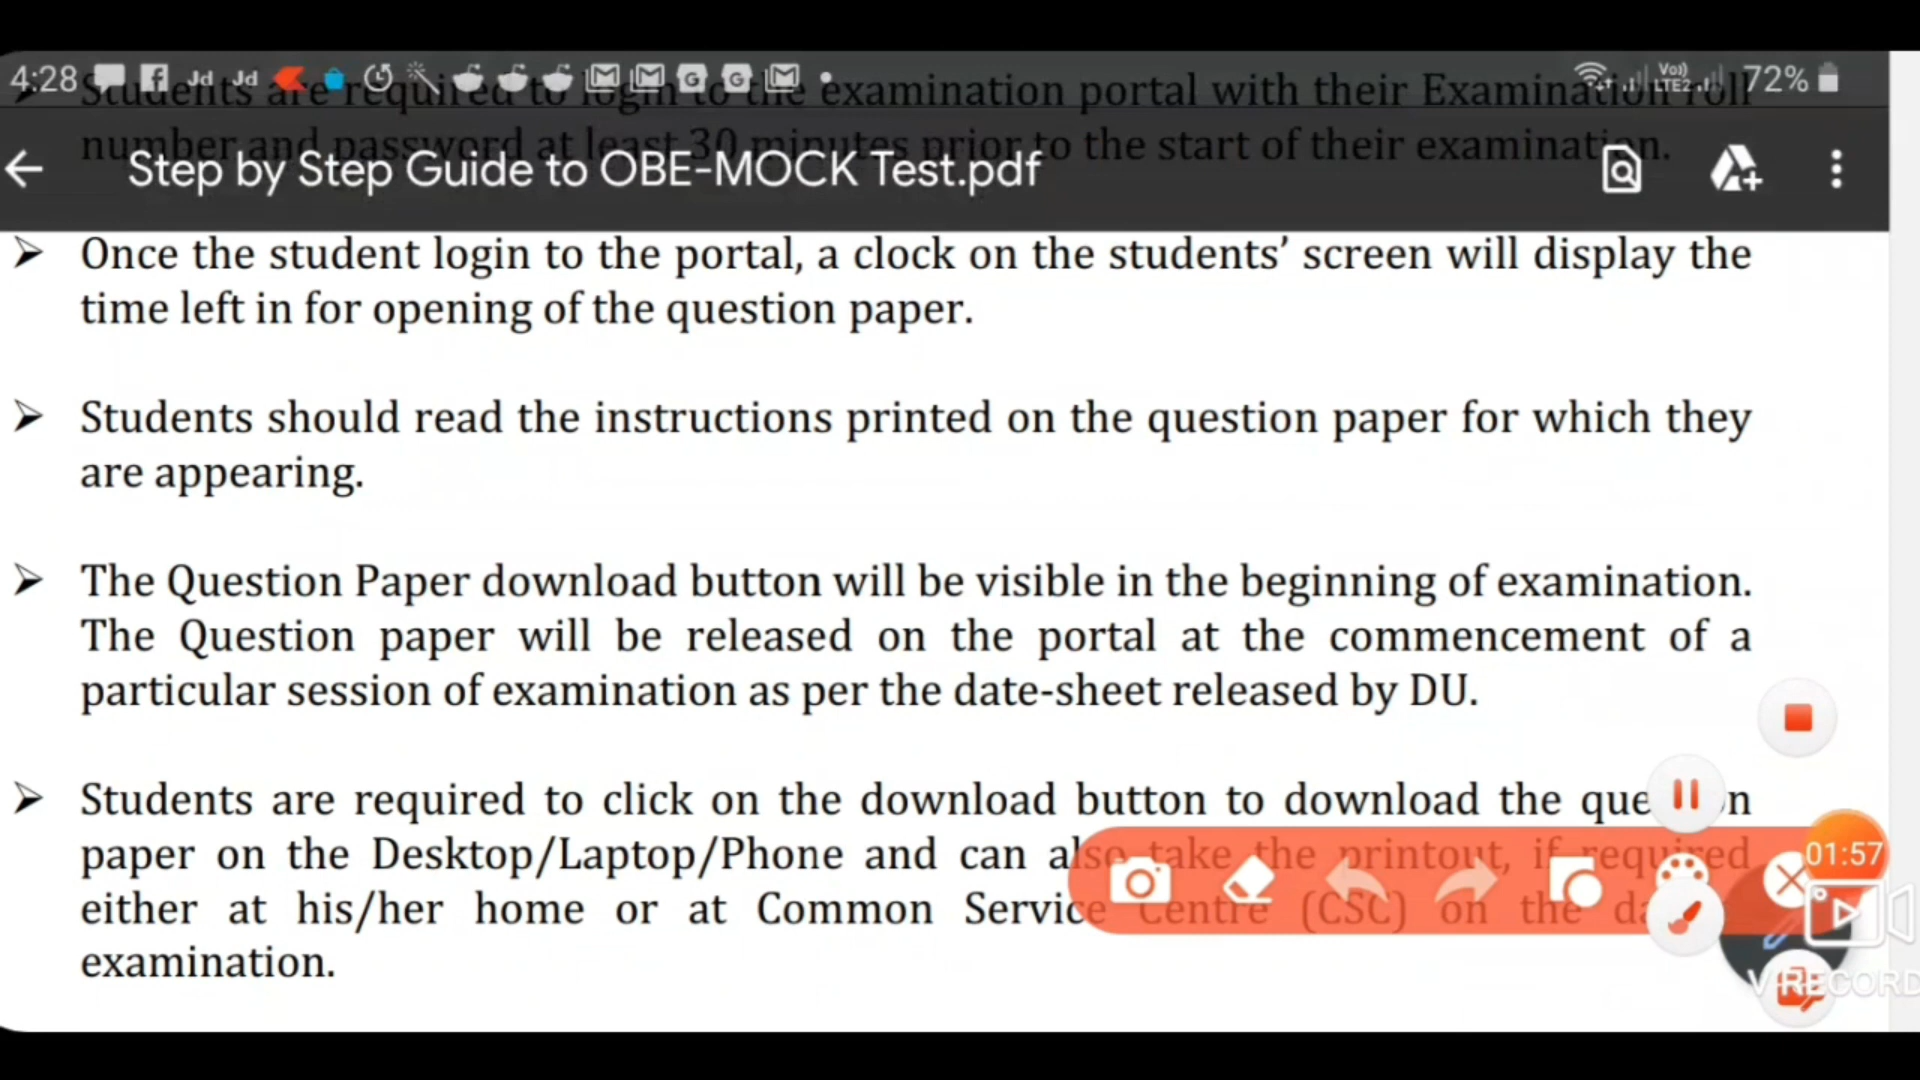 4:28 Jd Jd G G Vo) LTE2 72%
Students are required to login to the examination portal with their Examination roll
number and password at least 30 minutes prior to the start of their examination.
Step by Step Guide to OBE-MOCK Test.pdf
➢ Once the student login to the portal, a clock on the students’ screen will display the
time left in for opening of the question paper.
➢ Students should read the instructions printed on the question paper for which they
are appearing.
➢ The Question Paper download button will be visible in the beginning of examination.
The Question paper will be released on the portal at the commencement of a
particular session of examination as per the date-sheet released by DU.
➢ Students are required to click on the download button to download the que n
paper on the Desktop/Laptop/Phone and can also take the printout, if required
01:57
either at his/her home or at Common Service Centre (CSC) on the
examination.
V RECORD